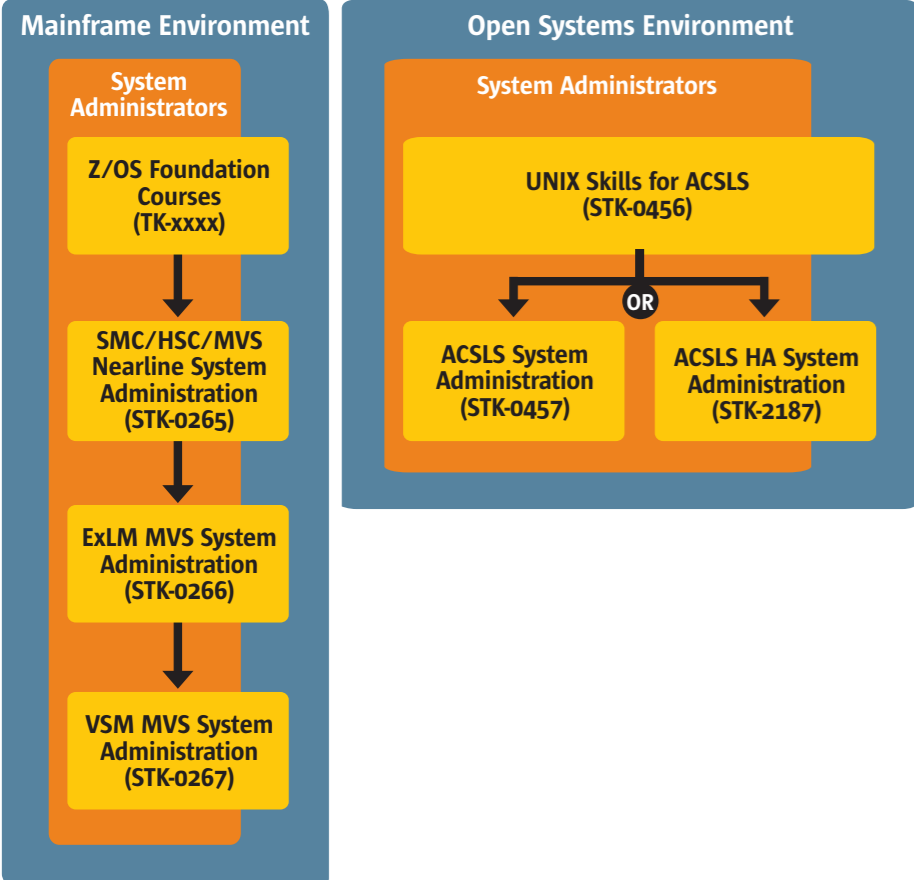 Mainframe Environment
System
Administrators
Z/OS Foundation
Courses
(TK-xxxx)
SMC/HSC/MVS
Nearline System
Administration
(STK-0265)
ExLM MVS System
Administration
(STK-0266)
VSM MVS System
Administration
(STK-0267)
Open Systems Environment
System Administrators
UNIX Skills for ACSLS
(STK-0456)
OR
ACSLS System
Administration
(STK-0457)
ACSLS HA System
Administration
(STK-2187)